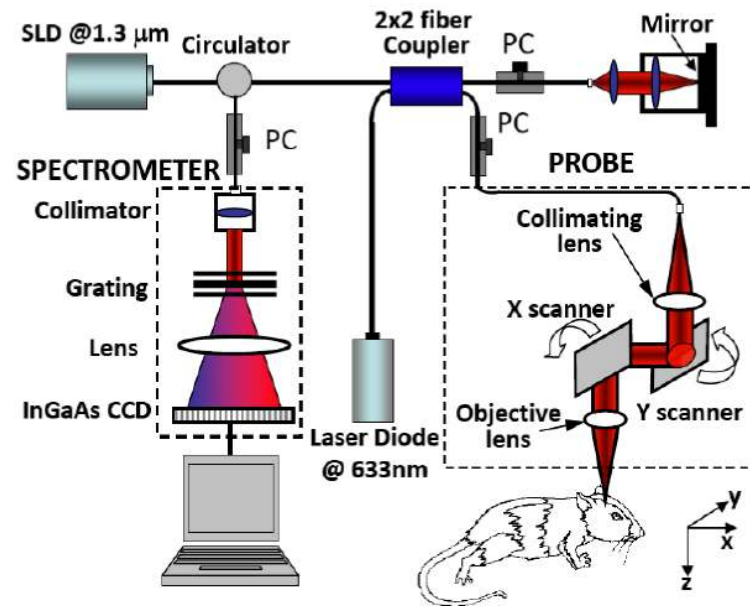 SLD @1.3 μm
Circulator
2x2 fiber
Coupler
PC
Mirror
PC
PC
SPECTROMETER
PROBE
Collimator
Collimating
lens
Grating
X scanner
Lens
InGaAs CCD
Laser Diode
@ 633nm
Objective
lens
Y scanner
y
x
z